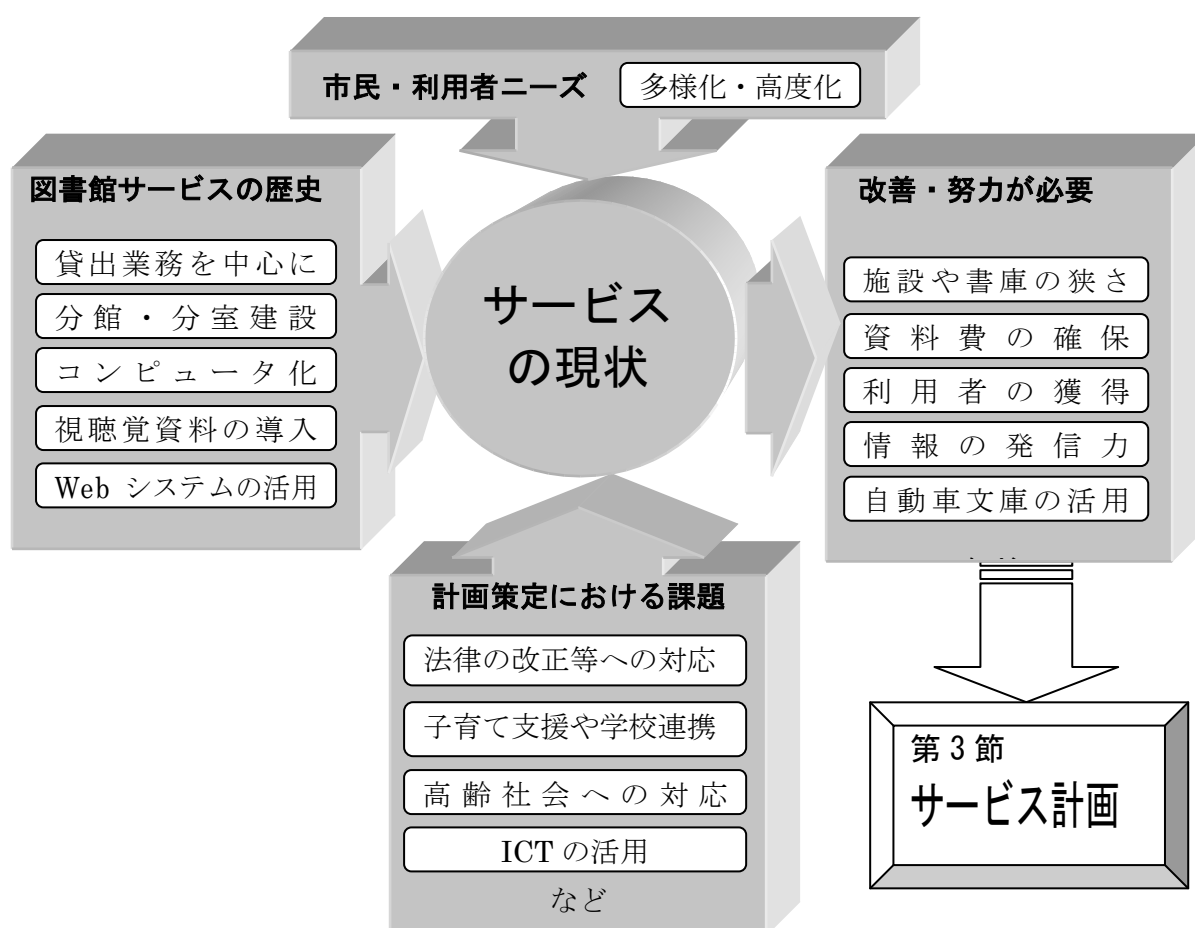 市民・利用者ニーズ
多様化・高度化
図書館サービスの歴史
貸出業務を中心に
分館・分室建設
コンピュータ化
視聴覚資料の導入
Web システムの活用
サービス
の現状
改善・努力が必要
施設や書庫の狭さ
資料費の確保
利用者の獲得
情報の発信力
自動車文庫の活用
計画策定における課題
法律の改正等への対応
子育て支援や学校連携
高齢社会への対応
ICT の活用
など
第3節
サービス計画